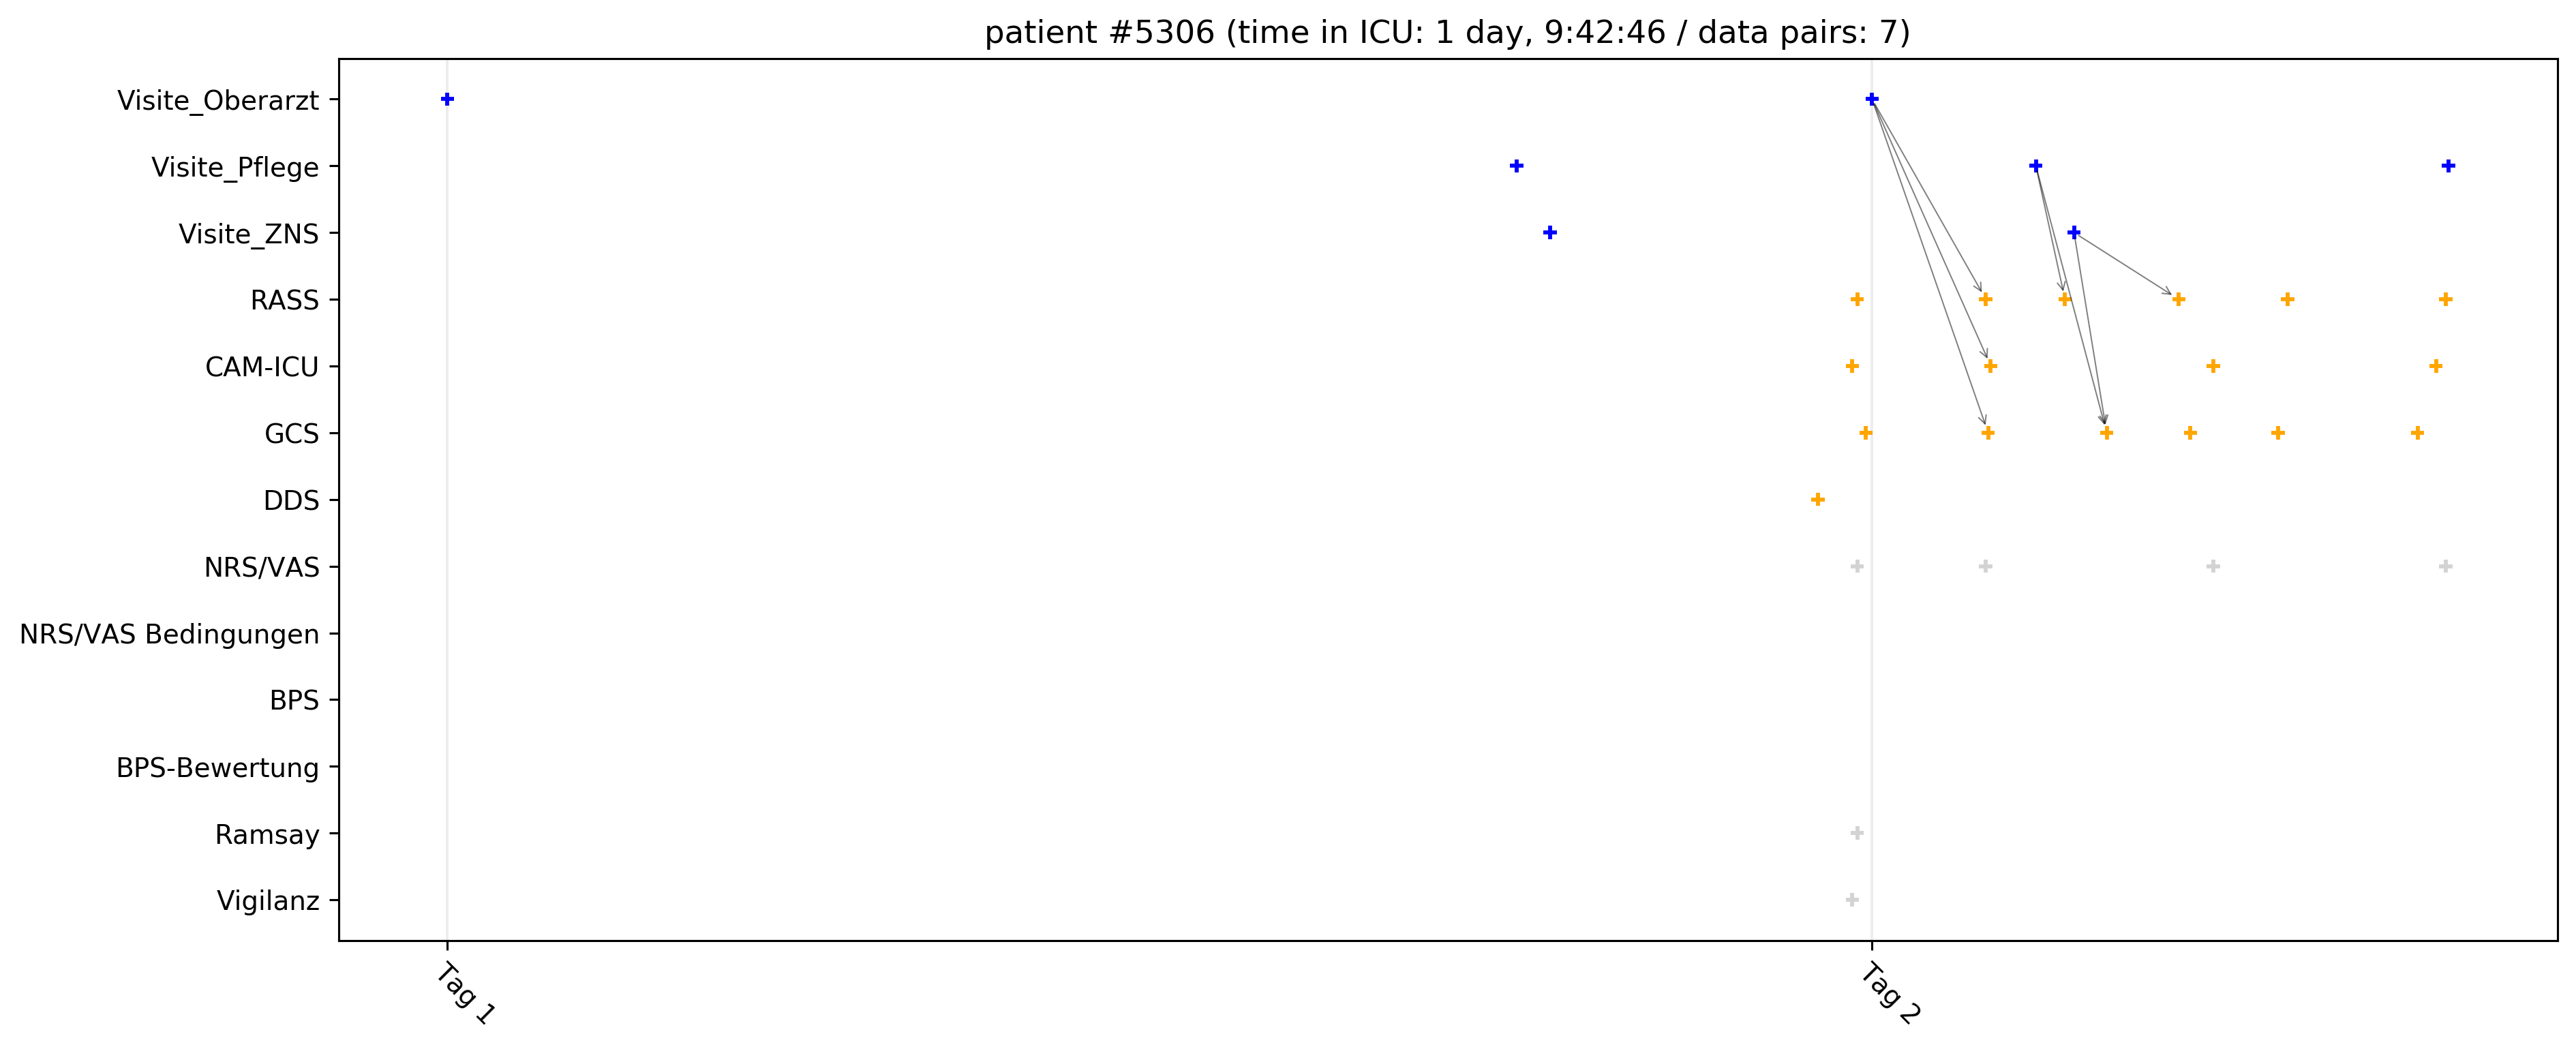 patient #5306 (time in ICU: 1 day, 9:42:46 / data pairs: 7)
Visite_Oberarzt
Visite_Pflege
Visite_ZNS
RASS
CAM-ICU
GCS
DDS
NRS/VAS
NRS/VAS Bedingungen
BPS
BPS-Bewertung
Ramsay
Vigilanz
Tag 1
Tag 2